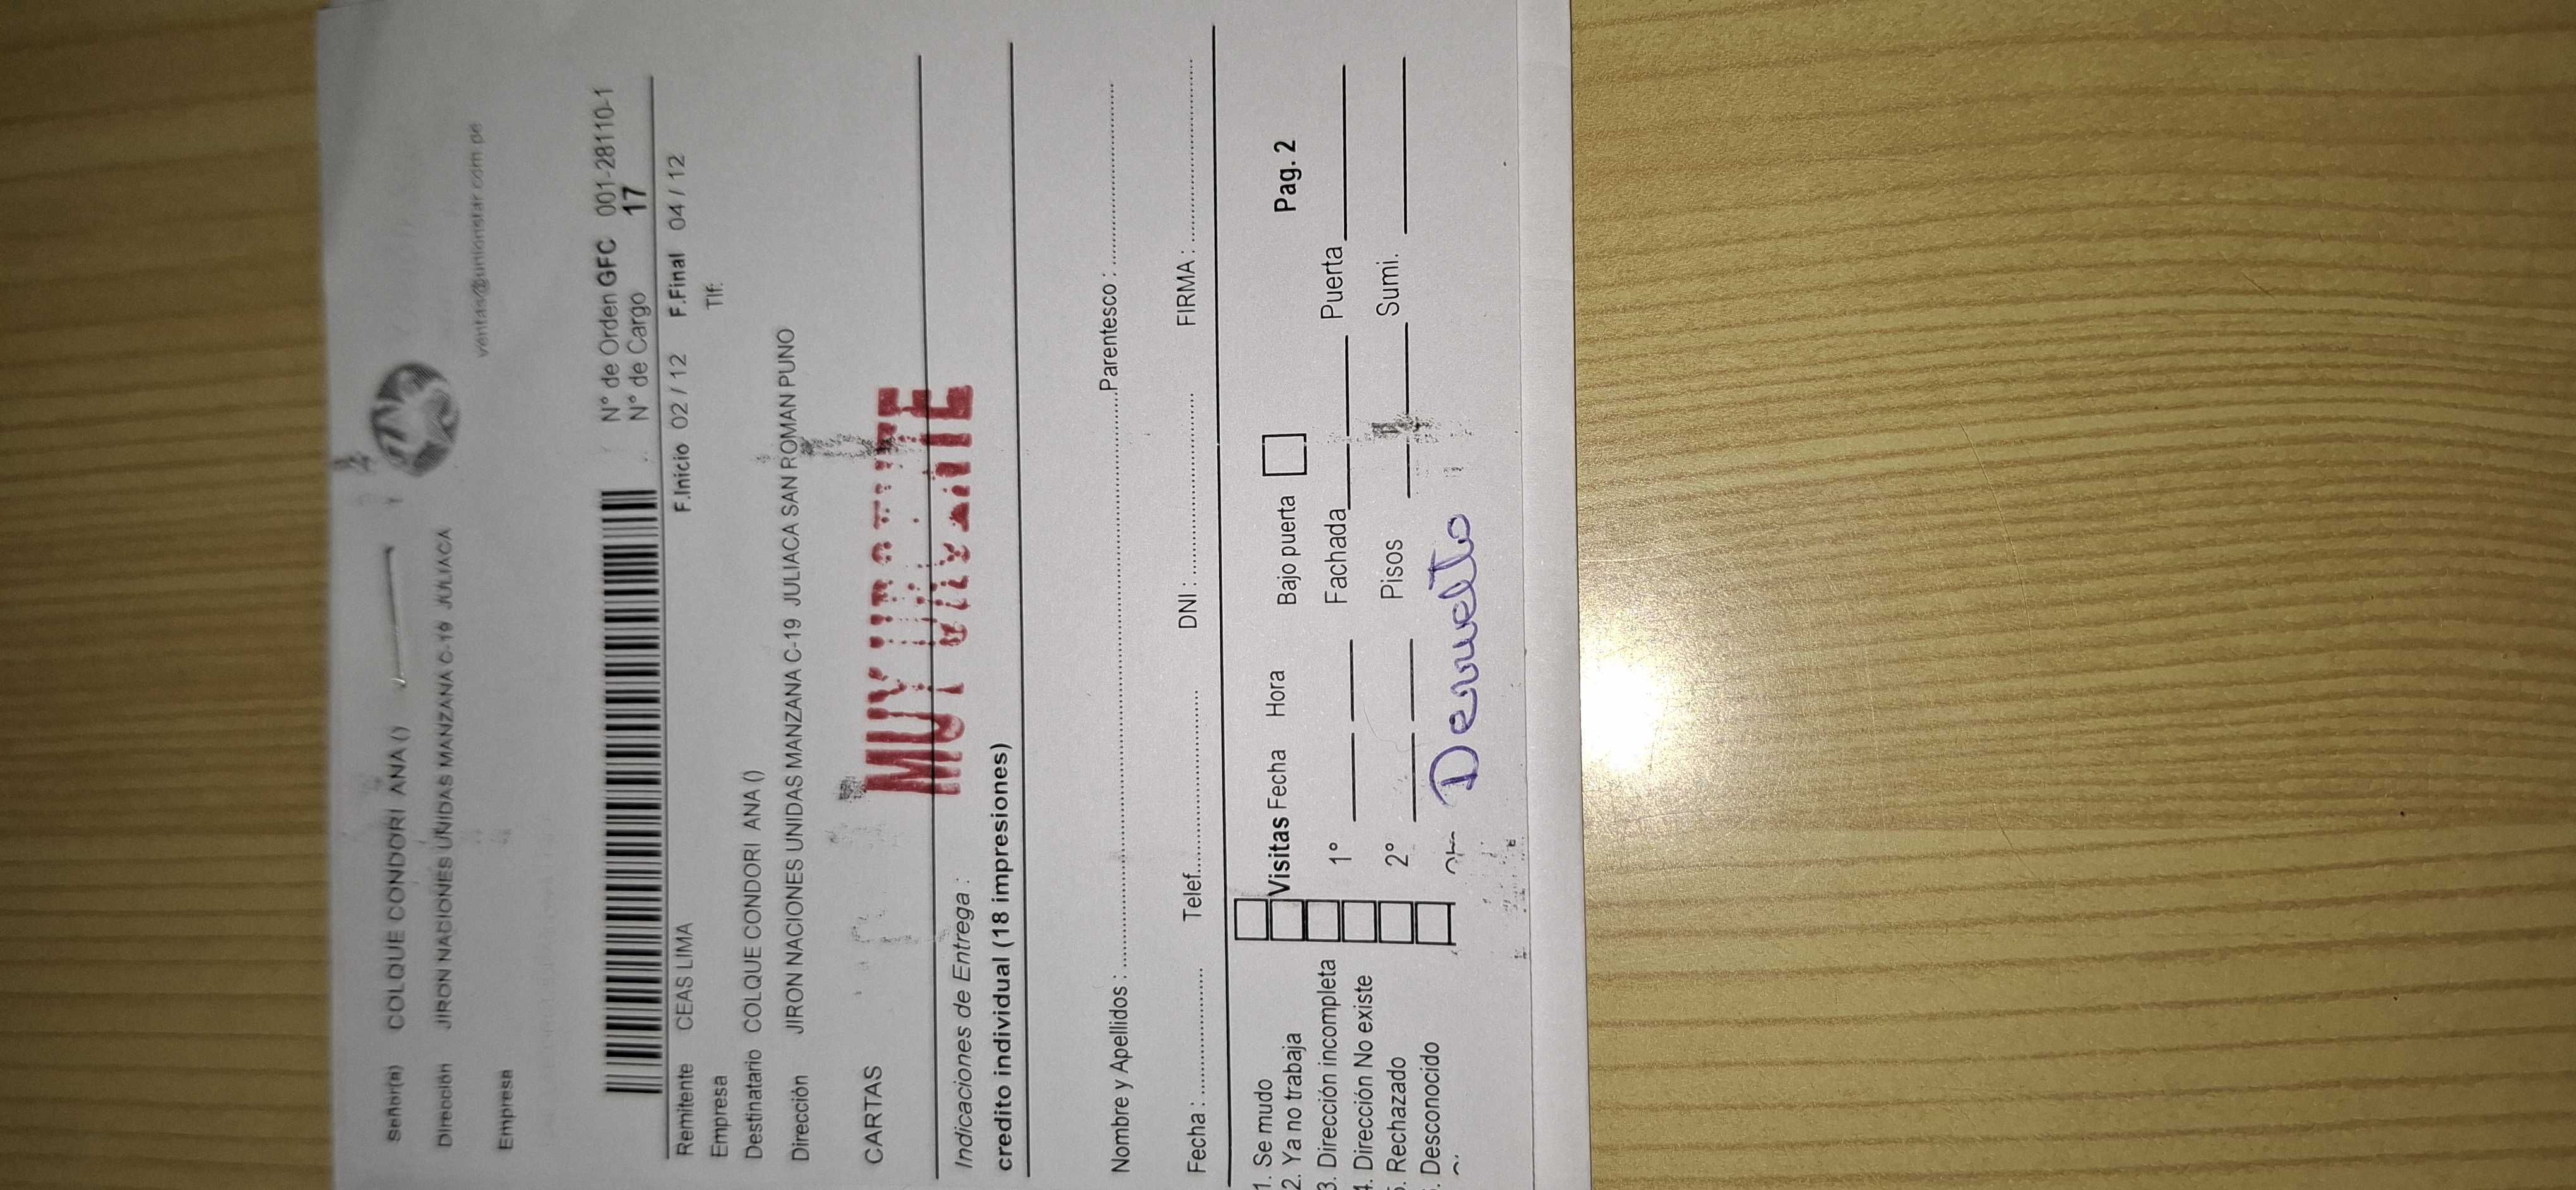 Señor(a) COLQUE CONDORI ANA ()
Dirección JIRON NACIONES UNIDAS MANZANA C-19 JULIACA
ventas@unionstar.com.pe
Empresa
N° de Orden GFC 001-28110-1
N° de Cargo 17
Remitente CEAS LIMA F.Inicio 02 / 12 F.Final 04 / 12
Empresa Tlf:
Destinatario COLQUE CONDORI ANA ()
Dirección JIRON NACIONES UNIDAS MANZANA C-19 JULIACA SAN ROMAN PUNO
CARTAS
MUY URGENTE
Indicaciones de Entrega :
credito individual (18 impresiones)
Nombre y Apellidos : Parentesco :
Fecha : Telef. DNI : FIRMA :
1. Se mudo
2. Ya no trabaja Visitas Fecha Hora Bajo puerta Pag. 2
3. Dirección incompleta 1° Fachada Puerta
4. Dirección No existe
5. Rechazado 2° Pisos Sumi.
. Desconocido
Devuelto